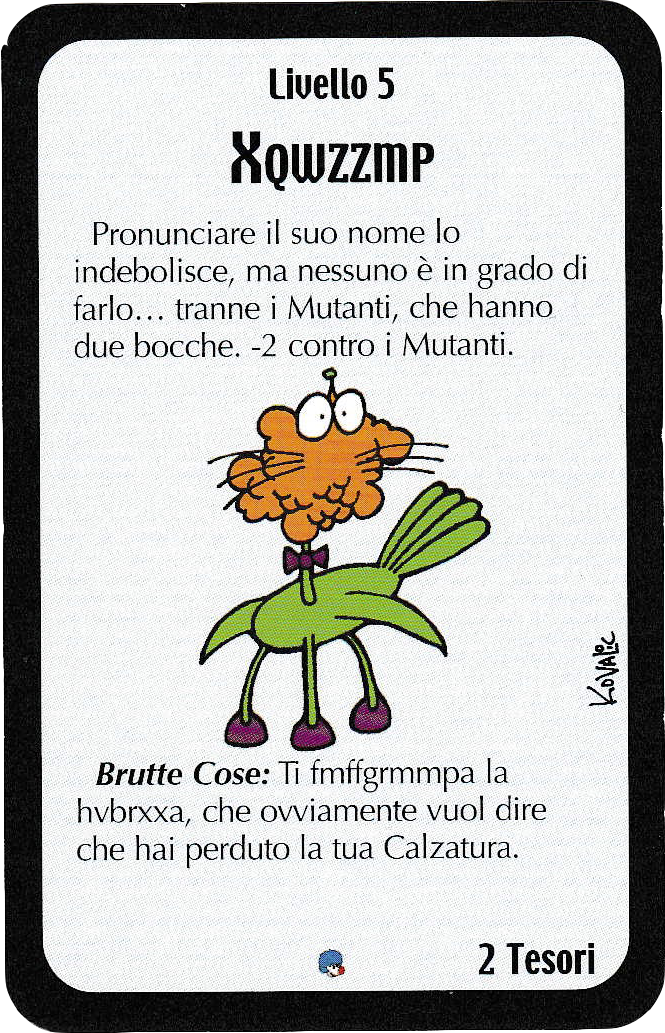 Livello 5
Xqwzzmp
Pronunciare il suo nome lo
indebolisce, ma nessuno è in grado di
farlo... tranne i Mutanti, che hanno
due bocche. -2 contro i Mutanti.
Kovalic
Brutte Cose: Ti fmffgrmmpa la
hvbrxxa, che ovviamente vuol dire
che hai perduto la tua Calzatura.
2 Tesori